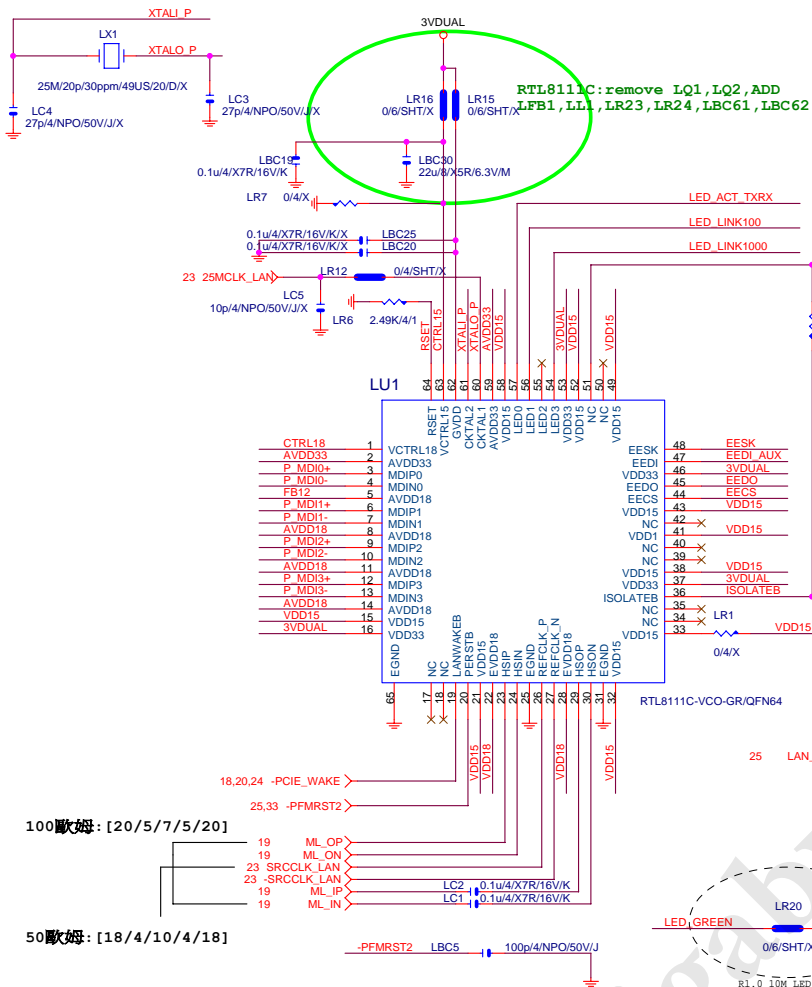 XTALI_P
LX1
XTALO_P
25M/20p/30ppm/49US/20/D/X
LC3
27p/4/NPO/50V/J/X
LC4
27p/4/NPO/50V/J/X
3VDUAL
LR16
0/6/SHT/X
LR15
0/6/SHT/X
RTL8111C:remove LQ1,LQ2,ADD
LFB1,LL1,LR23,LR24,LBC61,LBC62
LBC19
0.1u/4/X7R/16V/K
LBC30
22u/8/X5R/6.3V/M
LR7 0/4/X
0.1u/4/X7R/16V/K/X LBC25
0.1u/4/X7R/16V/K/X LBC20
23 25MCLK_LAN
LR12 0/4/SHT/X
LC5
10p/4/NPO/50V/J/X
LR6 2.49K/4/1
LED_ACT_TXRX
LED_LINK100
LED_LINK1000
RSET
CTRL15
XTALI_P
XTALO_P
AVDD33
VDD15
3VDUAL
VDD15
VDD15
LU1
64 63 62 61 60 59 58 57 56 55 54 53 52 51 50 49
RSET
VCTRL15
GVDD
CKTAL2
CKTAL1
AVDD33
VDD15
LED0
LED1
LED2
LED3
VDD33
VDD15
NC
NC
VDD15
CTRL18 1 VCTRL18
AVDD33 2 AVDD33
P_MDI0+ 3 MDIP0
P_MDI0- 4 MDIN0
FB12 5 AVDD18
P_MDI1+ 6 MDIP1
P_MDI1- 7 MDIN1
AVDD18 8 AVDD18
P_MDI2+ 9 MDIP2
P_MDI2- 10 MDIN2
AVDD18 11 AVDD18
P_MDI3+ 12 MDIP3
P_MDI3- 13 MDIN3
AVDD18 14 AVDD18
VDD15 15 VDD15
3VDUAL 16 VDD33
EESK 48 EESK
EEDI 47 EEDI_AUX
VDD33 46 3VDUAL
EEDO 45 EEDO
EECS 44 EECS
VDD15 43 VDD15
NC 42
VDD1 41 VDD15
NC 40
NC 39
VDD15 38 VDD15
VDD33 37 3VDUAL
ISOLATEB 36 ISOLATEB
NC 35
NC 34
VDD15 33
LR1
0/4/X
VDD15
EGND
NC
NC
LANWAKEB
PERSTB
VDD15
EVDD18
HSIP
HSIN
EGND
REFCLK_P
REFCLK_N
EVDD18
HSOP
HSON
EGND
VDD15
65 17 18 19 20 21 22 23 24 25 26 27 28 29 30 31 32
RTL8111C-VCO-GR/QFN64
VDD15
VDD18
VDD18
VDD15
25 LAN_
18,20,24 -PCIE_WAKE
25,33 -PFMRST2
100歐姆:[20/5/7/5/20]
19 ML_OP
19 ML_ON
23 SRCCLK_LAN
23 -SRCCLK_LAN
19 ML_IP
19 ML_IN
LC2 0.1u/4/X7R/16V/K
LC1 0.1u/4/X7R/16V/K
50歐姆:[18/4/10/4/18]
-PFMRST2 LBC5 100p/4/NPO/50V/J
LED_GREEN
LR20
0/6/SHT/X
R1.0 10M LED